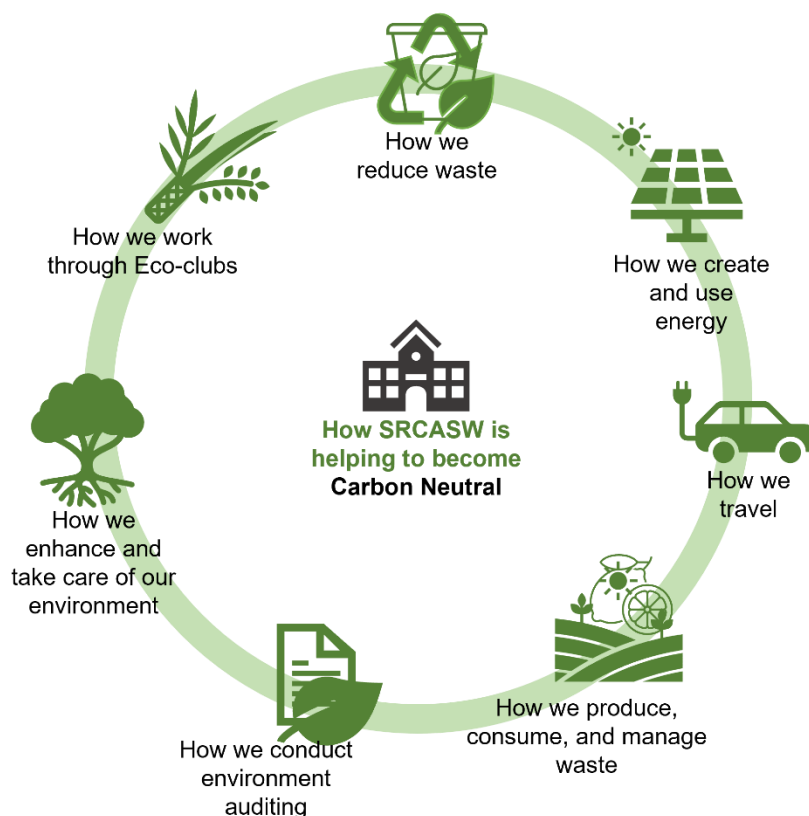 How we
reduce waste
How we create
and use
energy
How we
travel
How we produce,
consume, and manage
waste
How we conduct
environment
auditing
How we
enhance and
take care of our
environment
How we work
through Eco-clubs
How SRCASW is
helping to become
Carbon Neutral